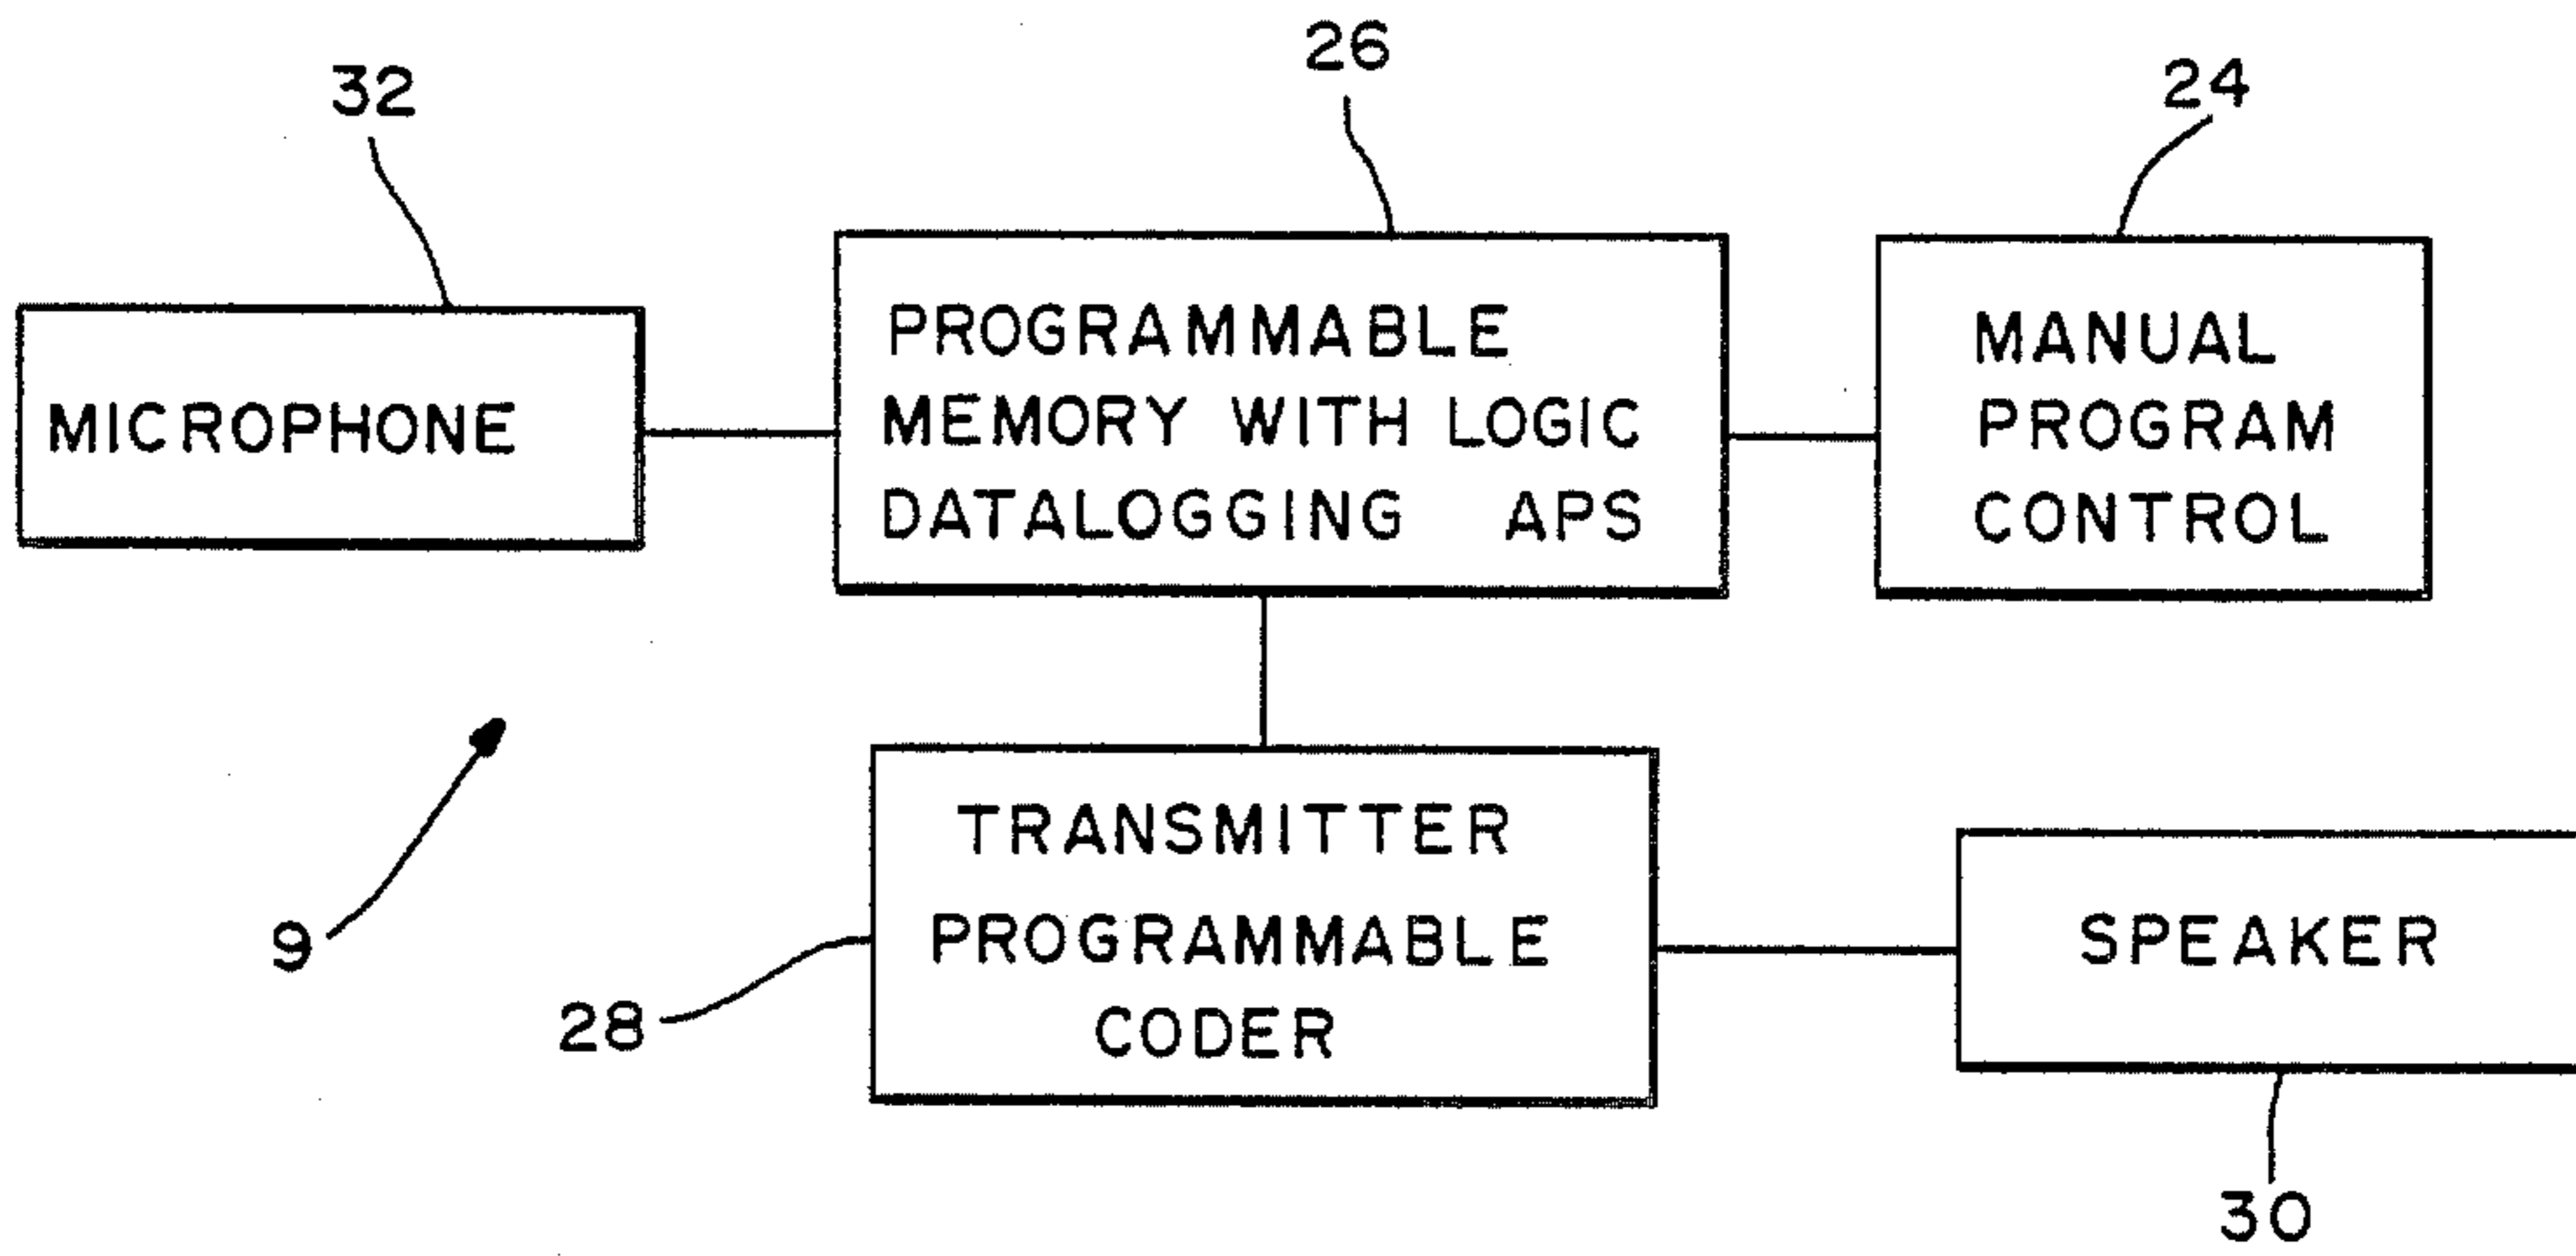 26
24
32
PROGRAMMABLE
MEMORY WITH LOGIC
DATALOGGING APS
MANUAL
PROGRAM
CONTROL
MICROPHONE
TRANSMITTER
PROGRAMMABLE
CODER
SPEAKER
9
28
30